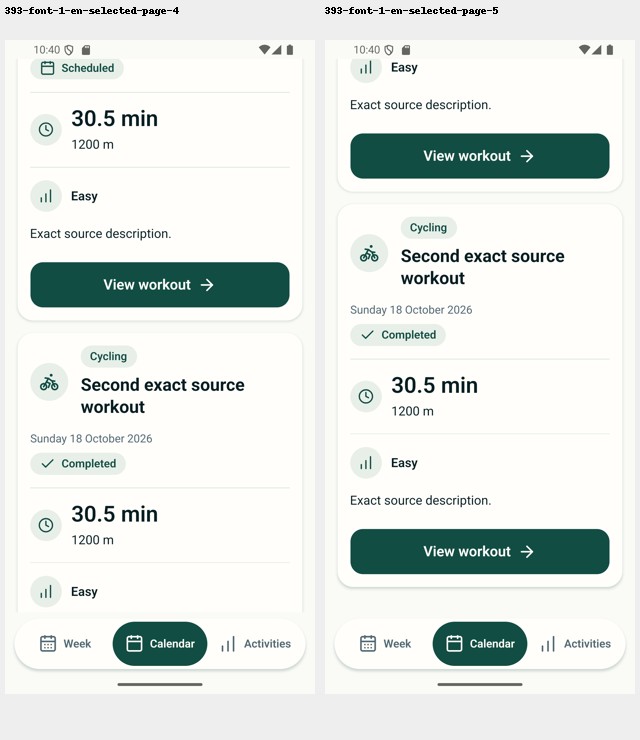 393-font-1-en-selected-page-4
10:40
Scheduled
30.5 min
1200 m
Easy
Exact source description.
View workout
Cycling
Second exact source
workout
Sunday 18 October 2026
Completed
30.5 min
1200 m
Easy
Week
Calendar
Activities
393-font-1-en-selected-page-5
10:40
Easy
Exact source description.
View workout
Cycling
Second exact source
workout
Sunday 18 October 2026
Completed
30.5 min
1200 m
Easy
Exact source description.
View workout
Week
Calendar
Activities